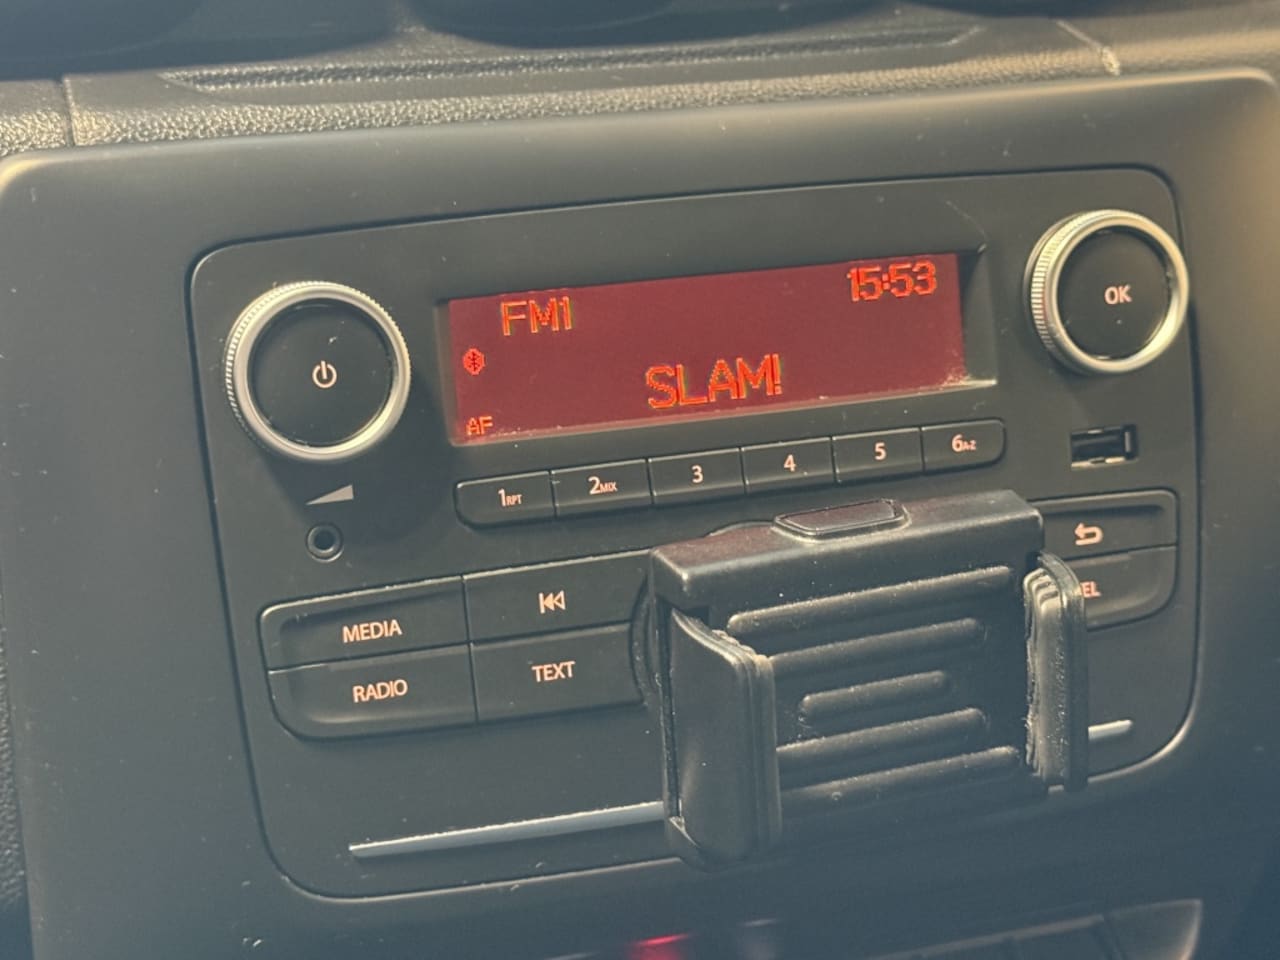 FM1 15:53
SLAM!
AF
OK
1RPT 2MIX 3 4 5 6A-Z
MEDIA
RADIO TEXT